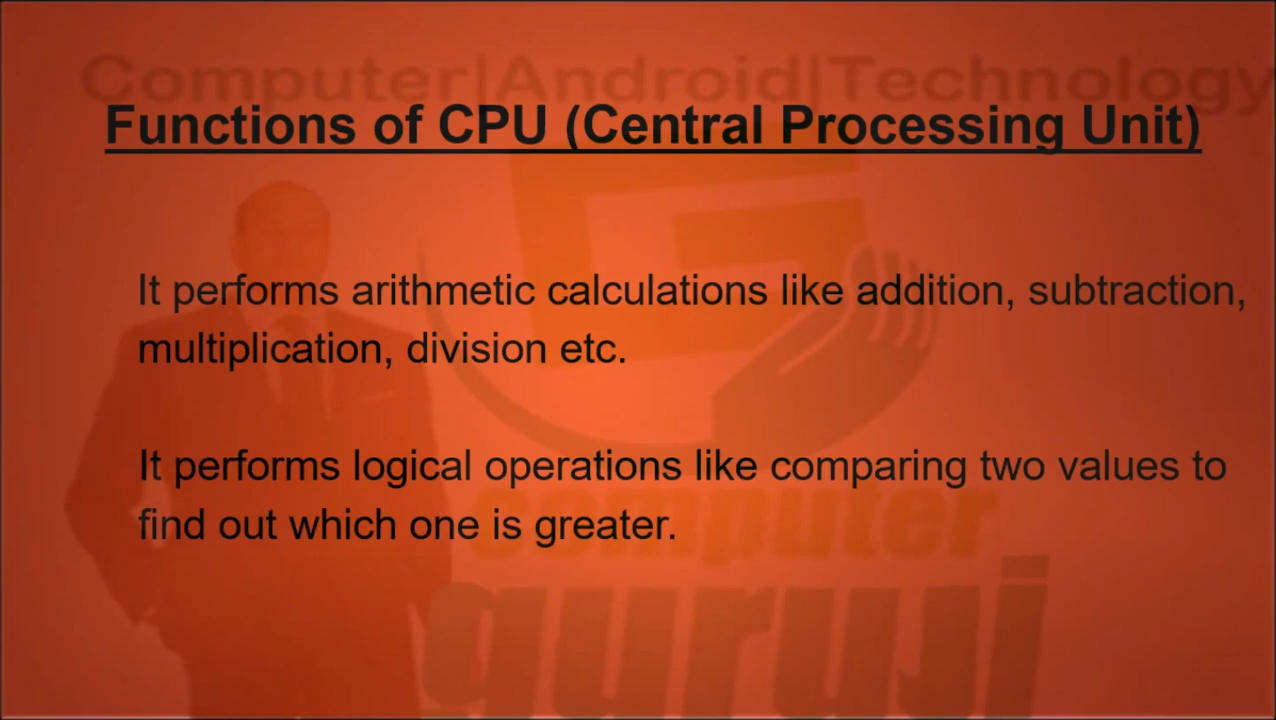 Computer|Android|Technology
Functions of CPU (Central Processing Unit)
It performs arithmetic calculations like addition, subtraction,
multiplication, division etc.
It performs logical operations like comparing two values to
find out which one is greater.
computer
guruji